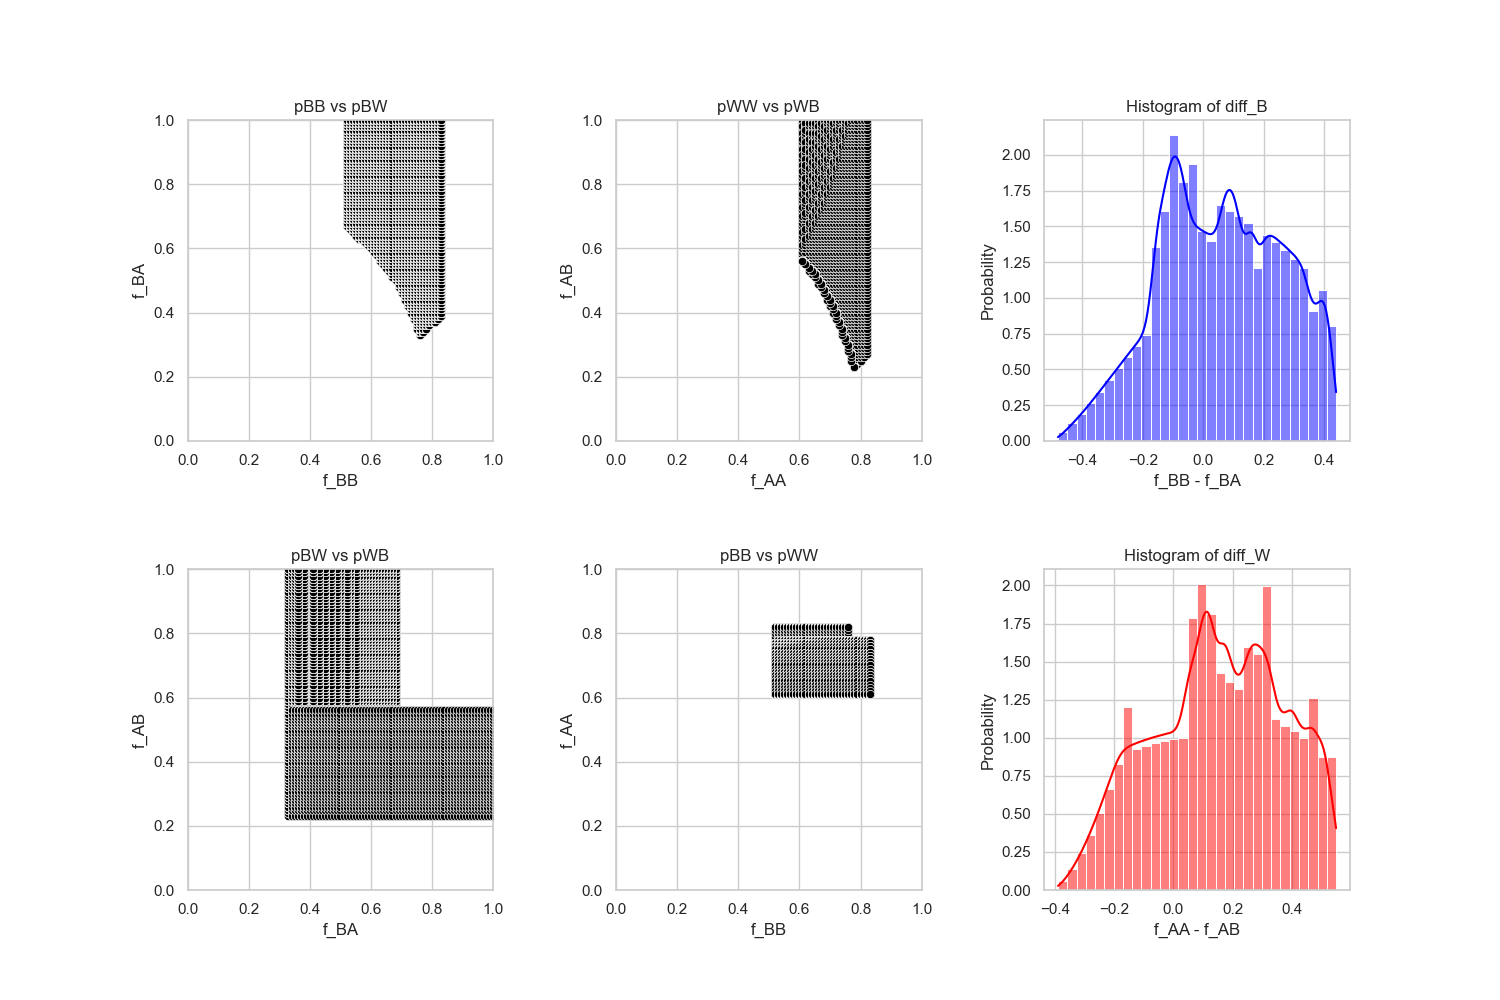 pBB vs pBW
1.0
0.8
0.6
0.4
0.2
0.0
f_BA
0.0 0.2 0.4 0.6 0.8 1.0
f_BB
pWW vs pWB
1.0
0.8
0.6
0.4
0.2
0.0
f_AB
0.0 0.2 0.4 0.6 0.8 1.0
f_AA
Histogram of diff_B
2.00
1.75
1.50
1.25
1.00
0.75
0.50
0.25
0.00
Probability
−0.4 −0.2 0.0 0.2 0.4
f_BB - f_BA
pBW vs pWB
1.0
0.8
0.6
0.4
0.2
0.0
f_AB
0.0 0.2 0.4 0.6 0.8 1.0
f_BA
pBB vs pWW
1.0
0.8
0.6
0.4
0.2
0.0
f_AA
0.0 0.2 0.4 0.6 0.8 1.0
f_BB
Histogram of diff_W
2.00
1.75
1.50
1.25
1.00
0.75
0.50
0.25
0.00
Probability
−0.4 −0.2 0.0 0.2 0.4
f_AA - f_AB